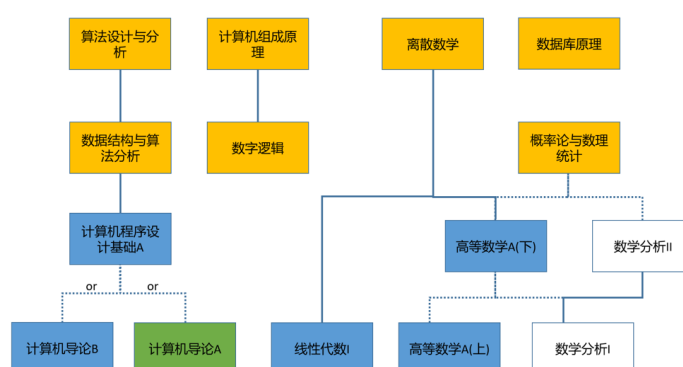 算法设计与分
析
计算机组成原
理
离散数学
数据库原理
数据结构与算
法分析
数字逻辑
概率论与数理
统计
计算机程序设
计基础A
高等数学A(下)
数学分析II
or
or
计算机导论B
计算机导论A
线性代数I
高等数学A(上)
数学分析I